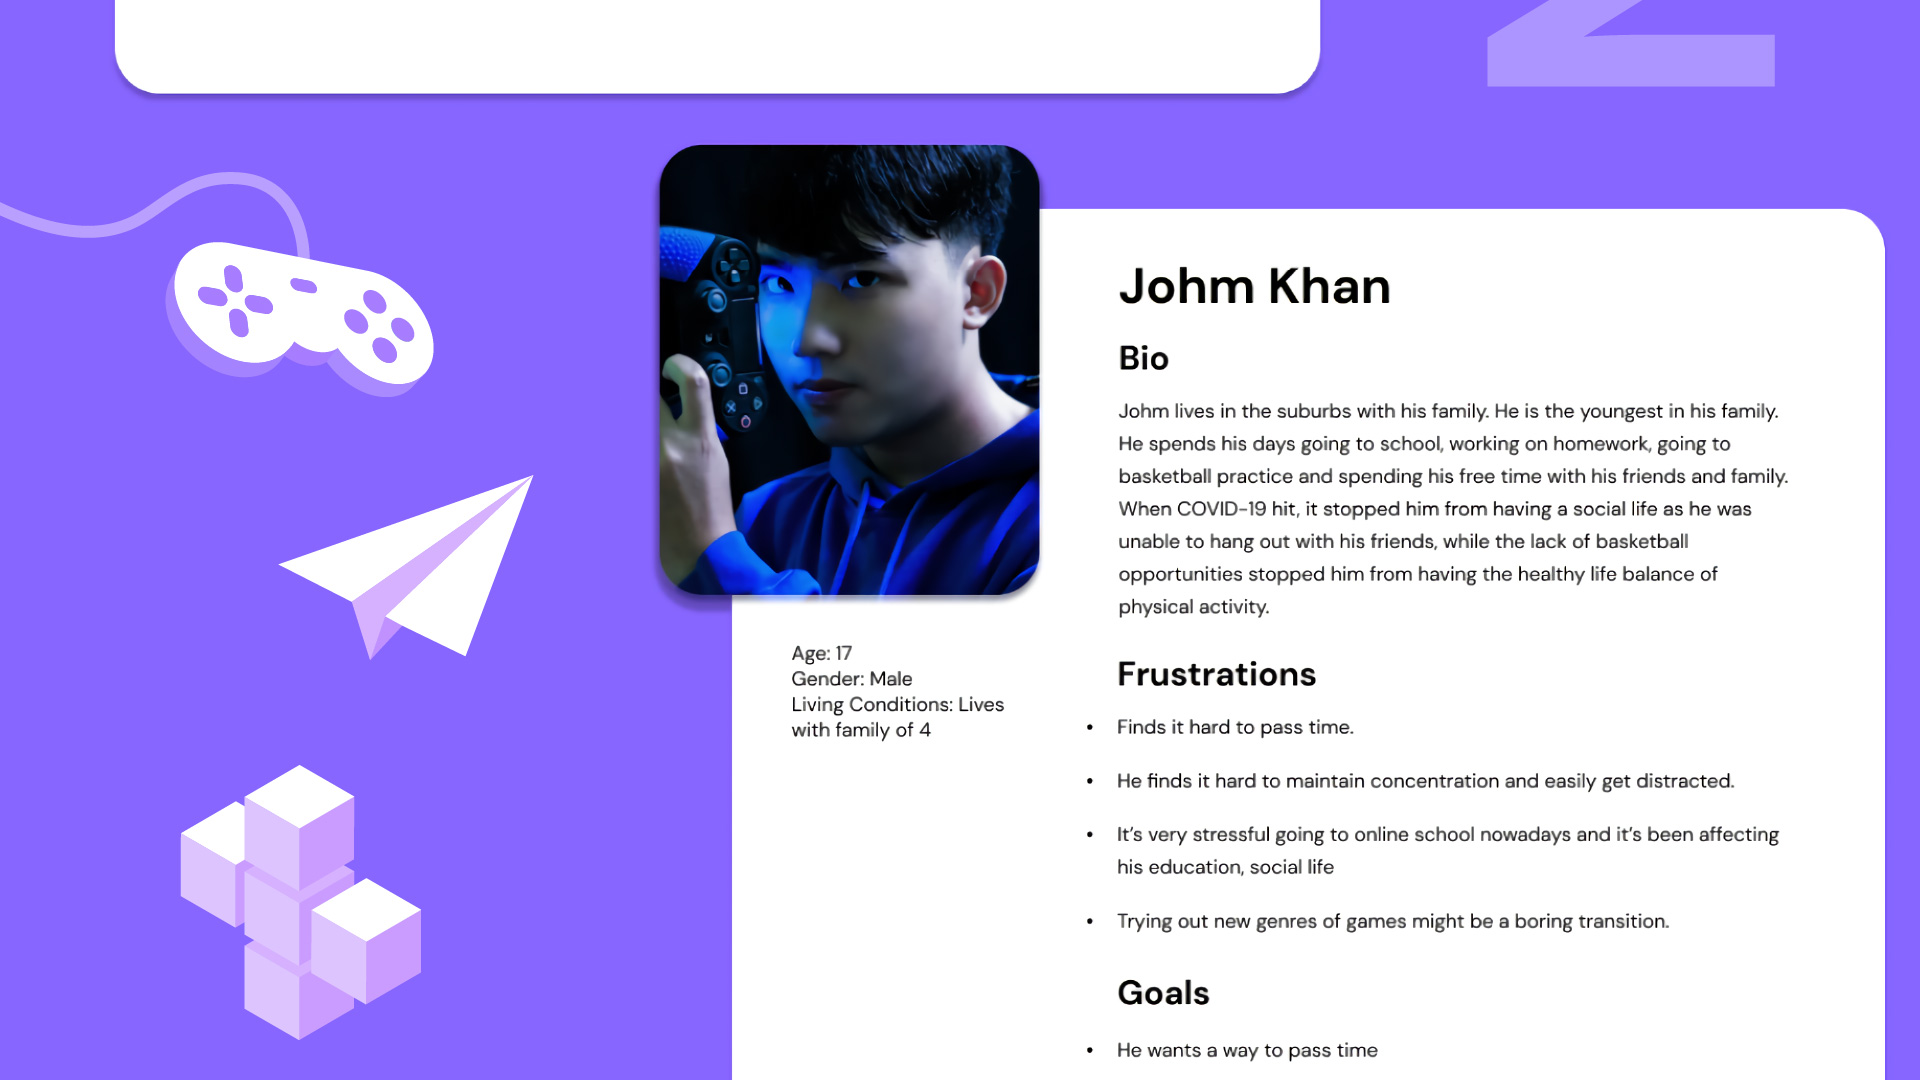 2
Johm Khan
Bio
Johm lives in the suburbs with his family. He is the youngest in his family.
He spends his days going to school, working on homework, going to
basketball practice and spending his free time with his friends and family.
When COVID-19 hit, it stopped him from having a social life as he was
unable to hang out with his friends, while the lack of basketball
opportunities stopped him from having the healthy life balance of
physical activity.
Age: 17
Gender: Male
Living Conditions: Lives
with family of 4
Frustrations
• Finds it hard to pass time.
• He finds it hard to maintain concentration and easily get distracted.
• It’s very stressful going to online school nowadays and it’s been affecting
his education, social life
• Trying out new genres of games might be a boring transition.
Goals
• He wants a way to pass time